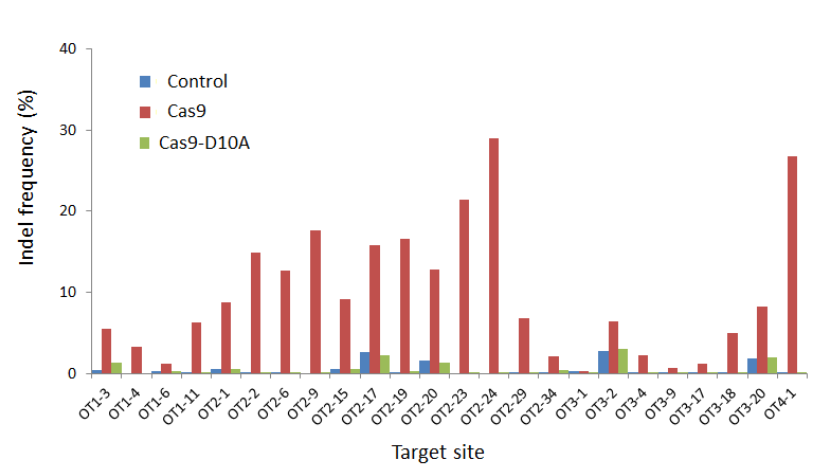 40
30
20
10
0
Indel frequency (%)
Control
Cas9
Cas9-D10A
OT1-3
OT1-4
OT1-6
OT1-11
OT2-1
OT2-2
OT2-6
OT2-9
OT2-15
OT2-17
OT2-19
OT2-20
OT2-23
OT2-24
OT2-29
OT2-34
OT3-1
OT3-2
OT3-4
OT3-9
OT3-17
OT3-18
OT3-20
OT4-1
Target site